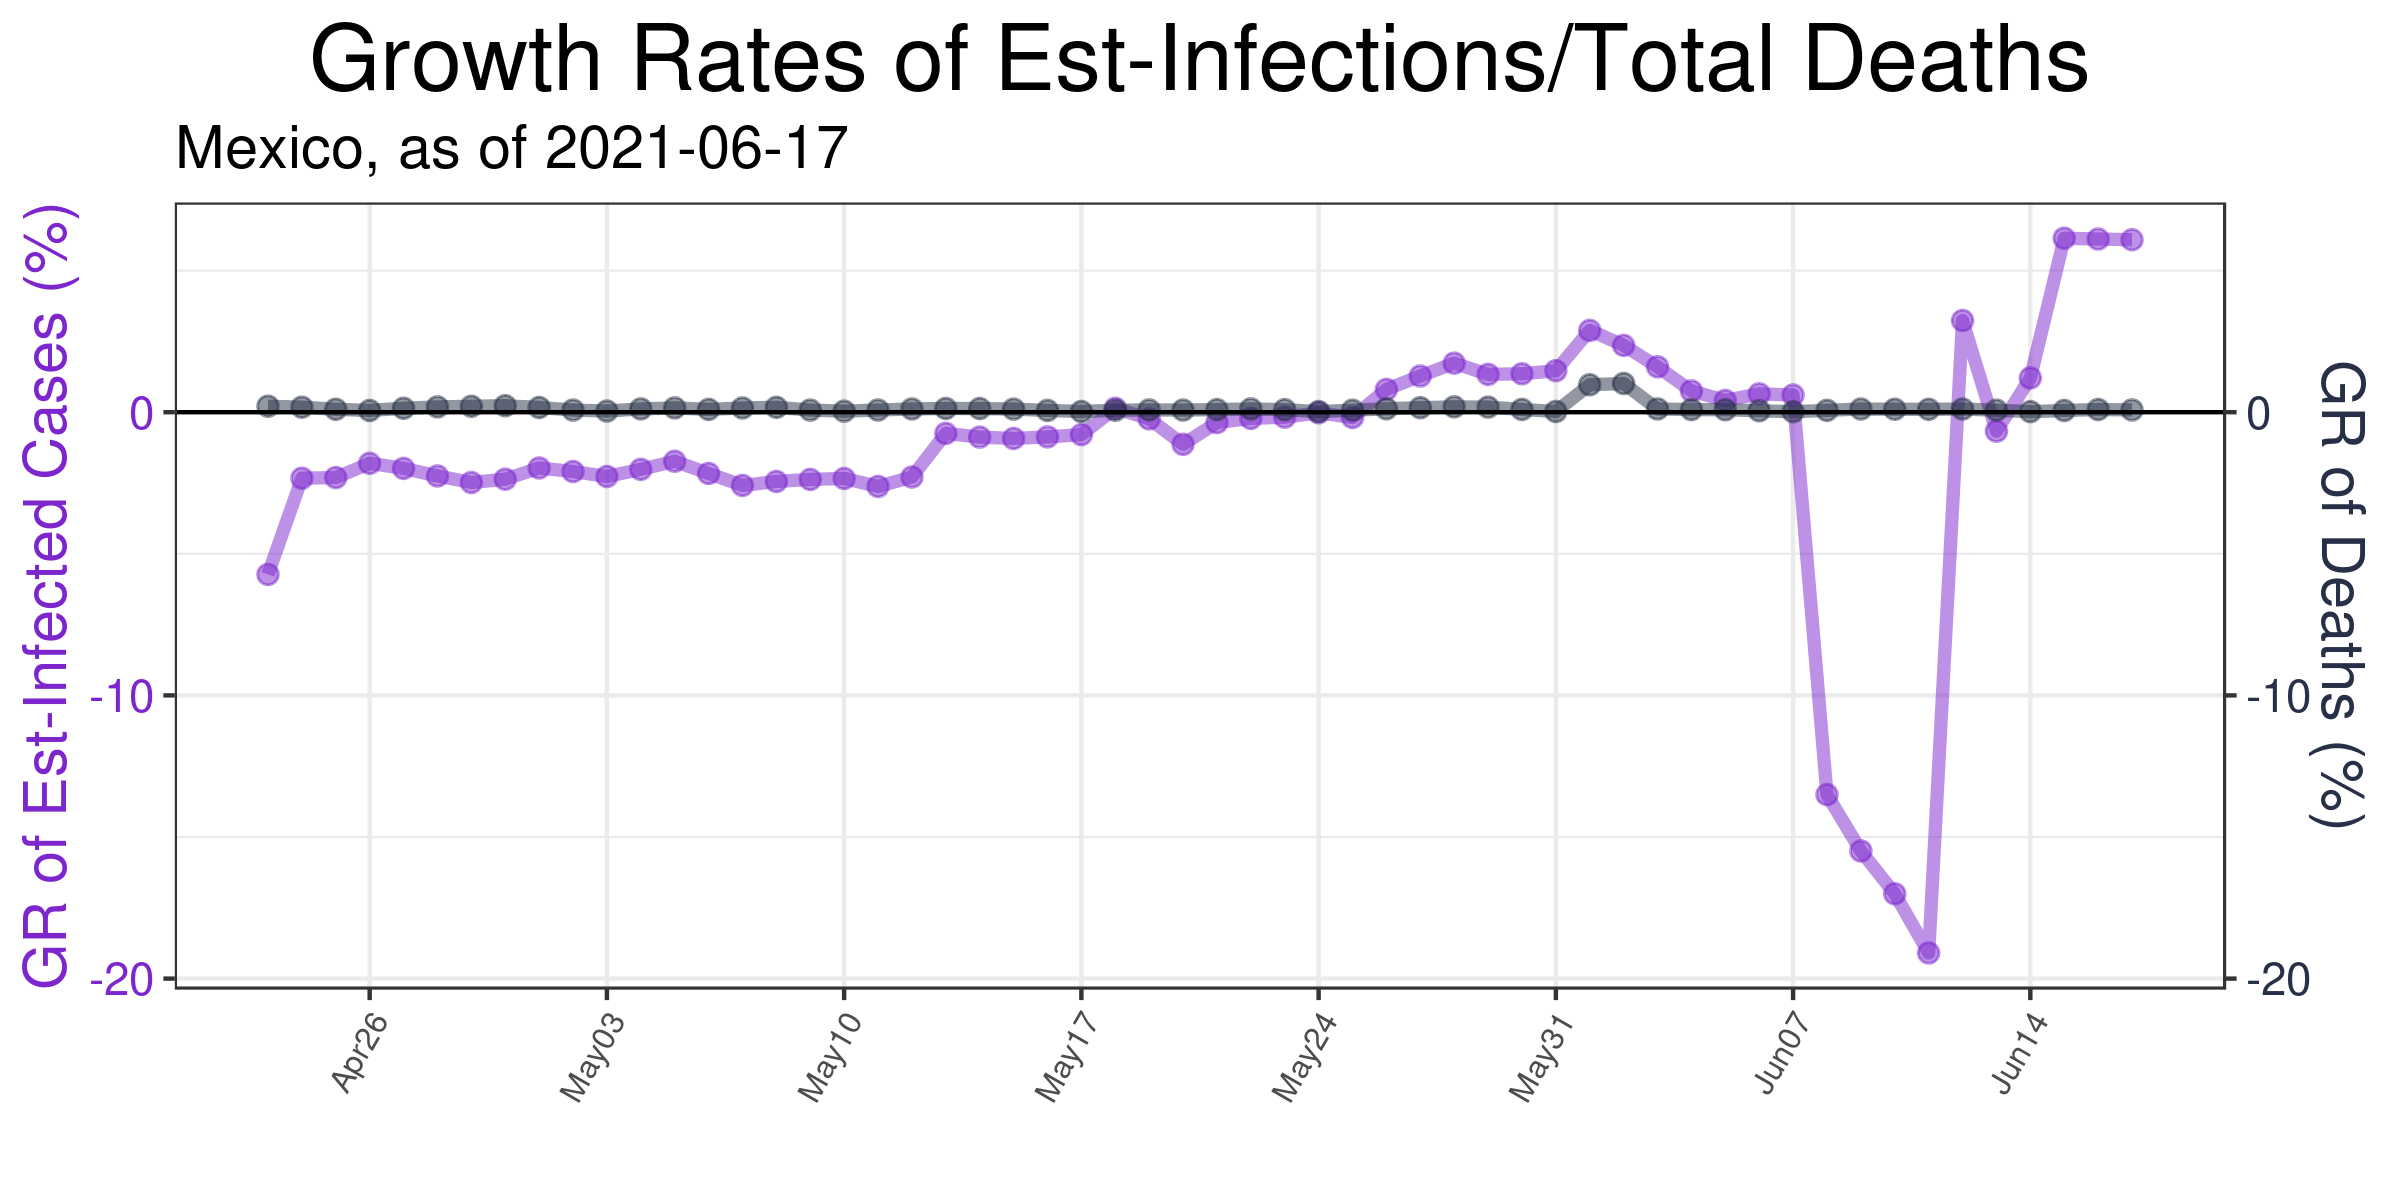 Growth Rates of Est-Infections/Total Deaths
Mexico, as of 2021-06-17
GR of Est-Infected Cases (%)
0
-10
-20
0
-10
-20
GR of Deaths (%)
Apr26
May03
May10
May17
May24
May31
Jun07
Jun14